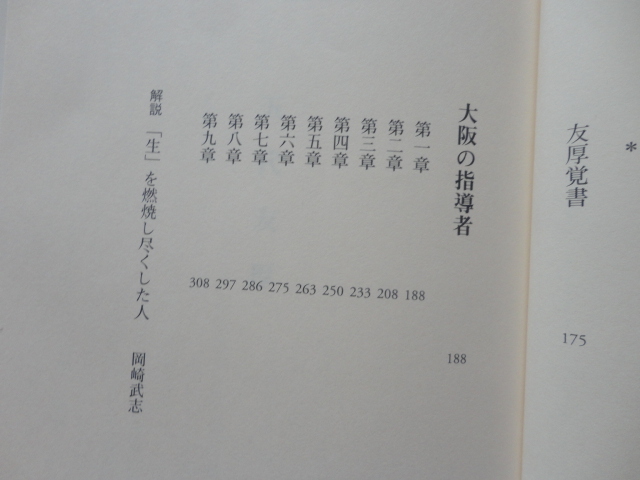 *
友厚覚書 175
大阪の指導者 188
第一章 188
第二章 208
第三章 233
第四章 250
第五章 263
第六章 275
第七章 286
第八章 297
第九章 308
解説 「生」を燃焼し尽くした人 岡崎武志